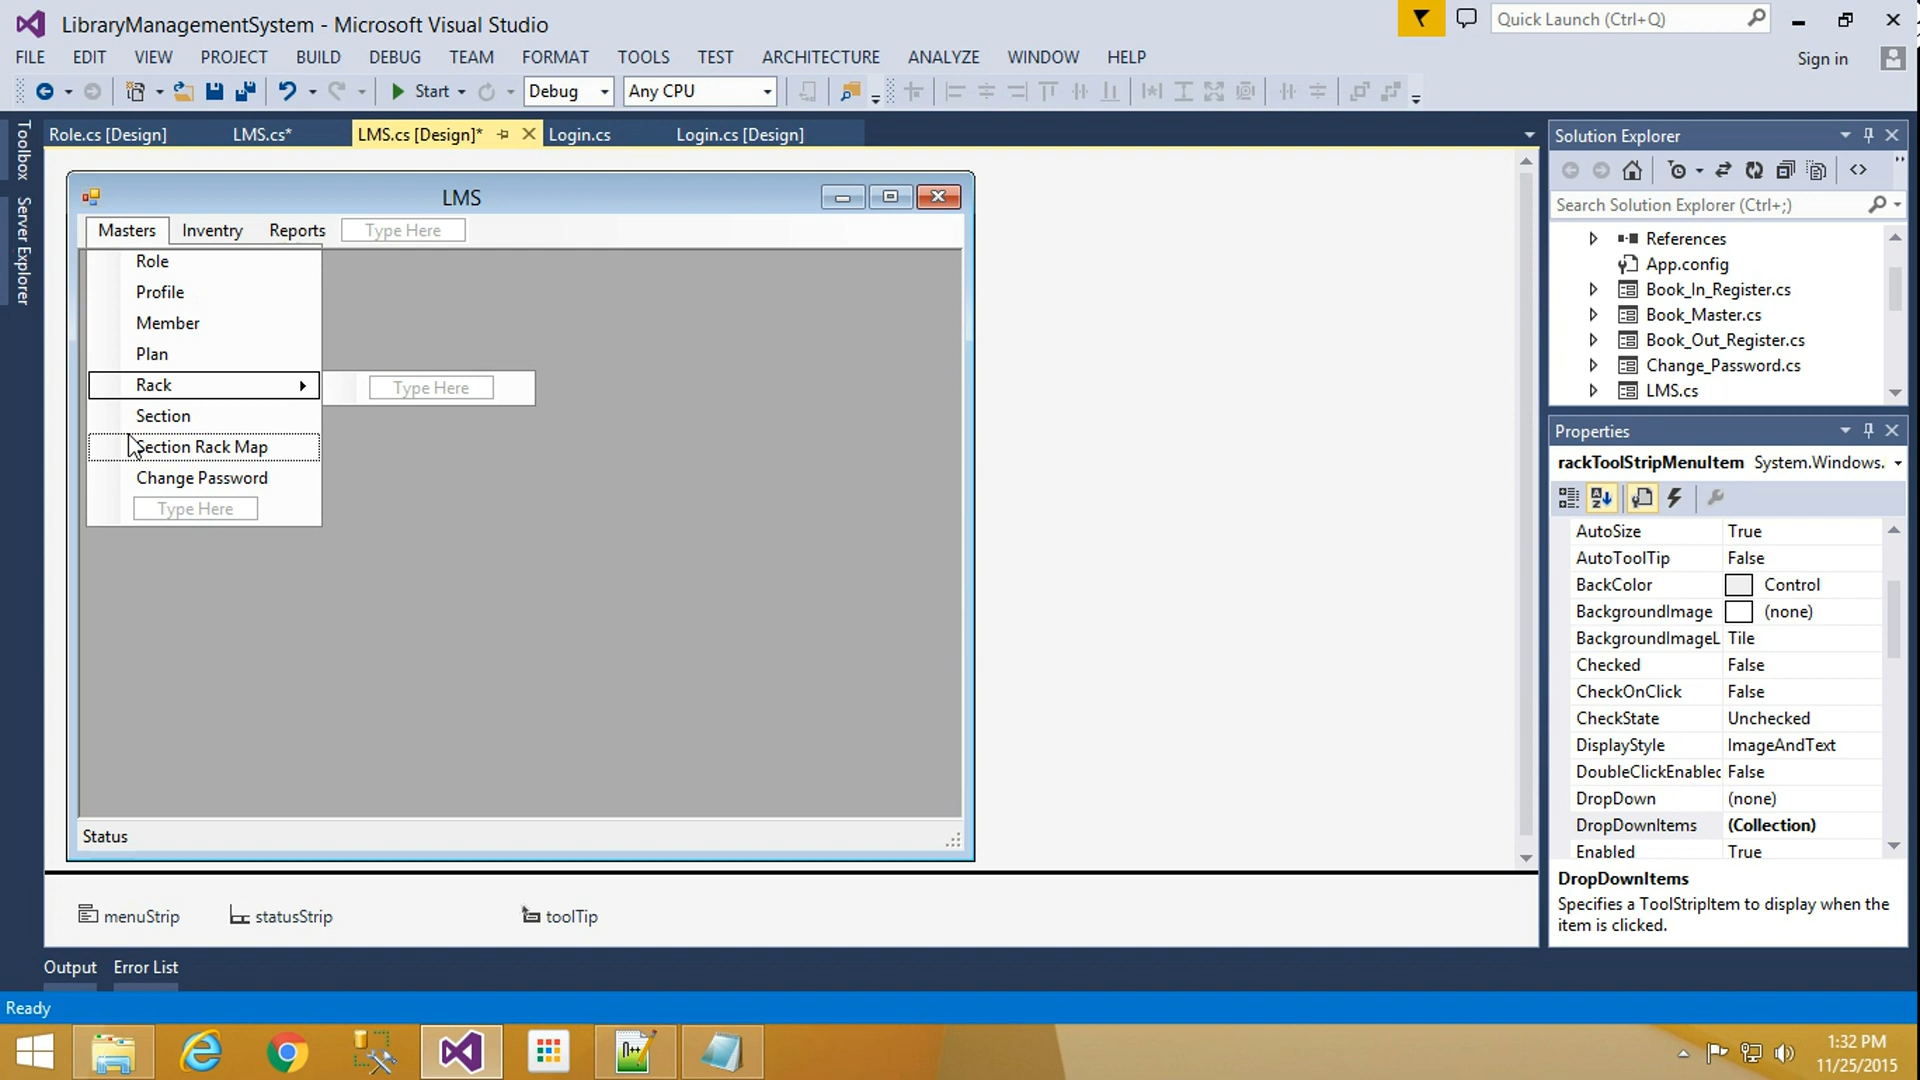 LibraryManagementSystem - Microsoft Visual Studio
Quick Launch (Ctrl+Q)
FILE EDIT VIEW PROJECT BUILD DEBUG TEAM FORMAT TOOLS TEST ARCHITECTURE ANALYZE WINDOW HELP
Sign in
Start Debug Any CPU
Toolbox
Server Explorer
Role.cs [Design] LMS.cs* LMS.cs [Design]* Login.cs Login.cs [Design]
LMS
Masters Inventry Reports Type Here
Role
Profile
Member
Plan
Rack Type Here
Section
Section Rack Map
Change Password
Type Here
Status
menuStrip statusStrip toolTip
Solution Explorer
Search Solution Explorer (Ctrl+;)
References
App.config
Book_In_Register.cs
Book_Master.cs
Book_Out_Register.cs
Change_Password.cs
LMS.cs
Properties
rackToolStripMenuItem System.Windows.
AutoSize True
AutoToolTip False
BackColor Control
BackgroundImage (none)
BackgroundImageL Tile
Checked False
CheckOnClick False
CheckState Unchecked
DisplayStyle ImageAndText
DoubleClickEnabled False
DropDown (none)
DropDownItems (Collection)
Enabled True
DropDownItems
Specifies a ToolStripItem to display when the
item is clicked.
Output Error List
Ready
1:32 PM
11/25/2015